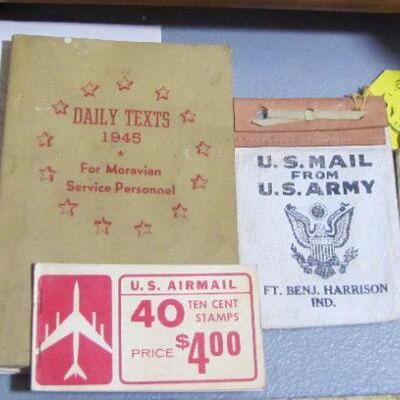 DAILY TEXTS
1945
For Moravian
Service Personnel
U.S. MAIL
FROM
U.S. ARMY
FT. BENJ. HARRISON
IND.
U.S. AIRMAIL
40 TEN CENT
STAMPS
PRICE $4.00